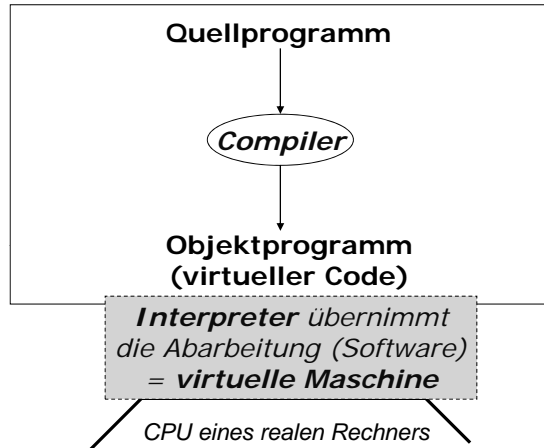 Quellprogramm
Compiler
Objektprogramm
(virtueller Code)
Interpreter übernimmt
die Abarbeitung (Software)
= virtuelle Maschine
CPU eines realen Rechners